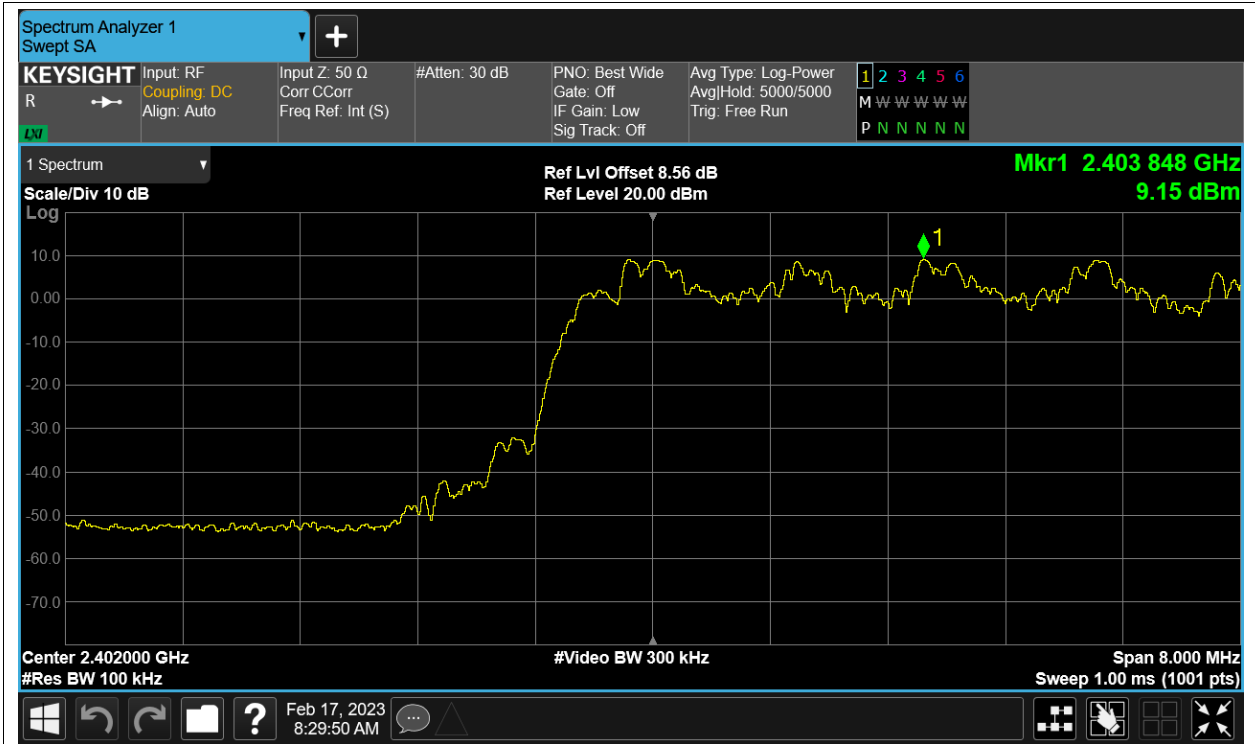 Spectrum Analyzer 1
Swept SA
KEYSIGHT
R
LXI
Input: RF
Coupling: DC
Align: Auto
Input Z: 50 Ω
Corr CCorr
Freq Ref: Int (S)
#Atten: 30 dB
PNO: Best Wide
Gate: Off
IF Gain: Low
Sig Track: Off
Avg Type: Log-Power
Avg|Hold: 5000/5000
Trig: Free Run
1 2 3 4 5 6
M W W W W W
P N N N N N
1 Spectrum
Scale/Div 10 dB
Log
Ref Lvl Offset 8.56 dB
Ref Level 20.00 dBm
Mkr1 2.403 848 GHz
9.15 dBm
1
10.0
0.00
-10.0
-20.0
-30.0
-40.0
-50.0
-60.0
-70.0
Center 2.402000 GHz
#Res BW 100 kHz
#Video BW 300 kHz
Span 8.000 MHz
Sweep 1.00 ms (1001 pts)
?
Feb 17, 2023
8:29:50 AM